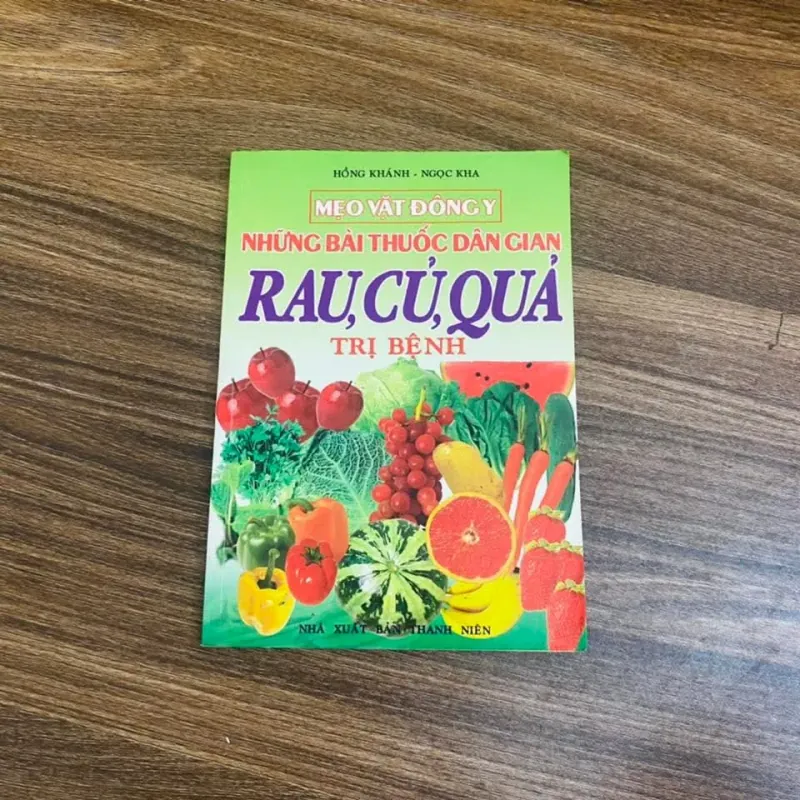 HỒNG KHÁNH - NGỌC KHA
MẸO VẶT ĐÔNG Y
NHỮNG BÀI THUỐC DÂN GIAN
RAU, CỦ, QUẢ
TRỊ BỆNH
NHÀ XUẤT BẢN THANH NIÊN